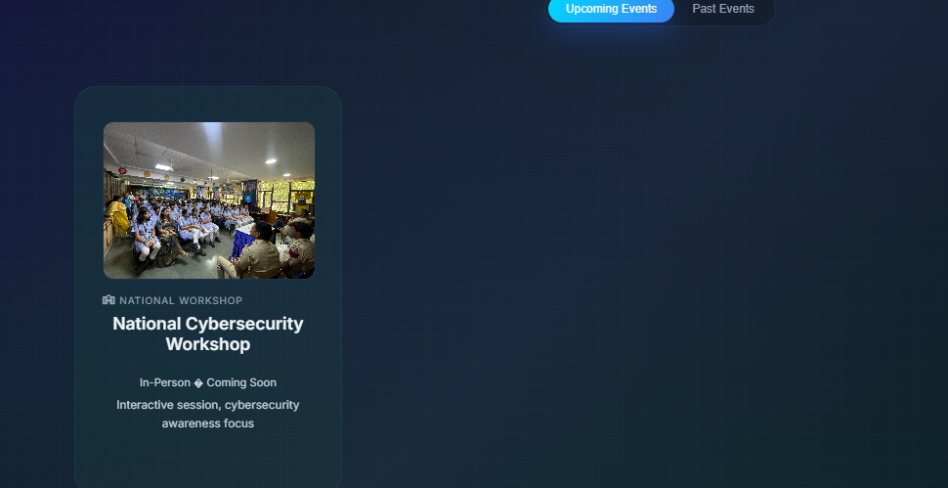 Upcoming Events
Past Events
NATIONAL WORKSHOP
National Cybersecurity
Workshop
In-Person � Coming Soon
Interactive session, cybersecurity
awareness focus